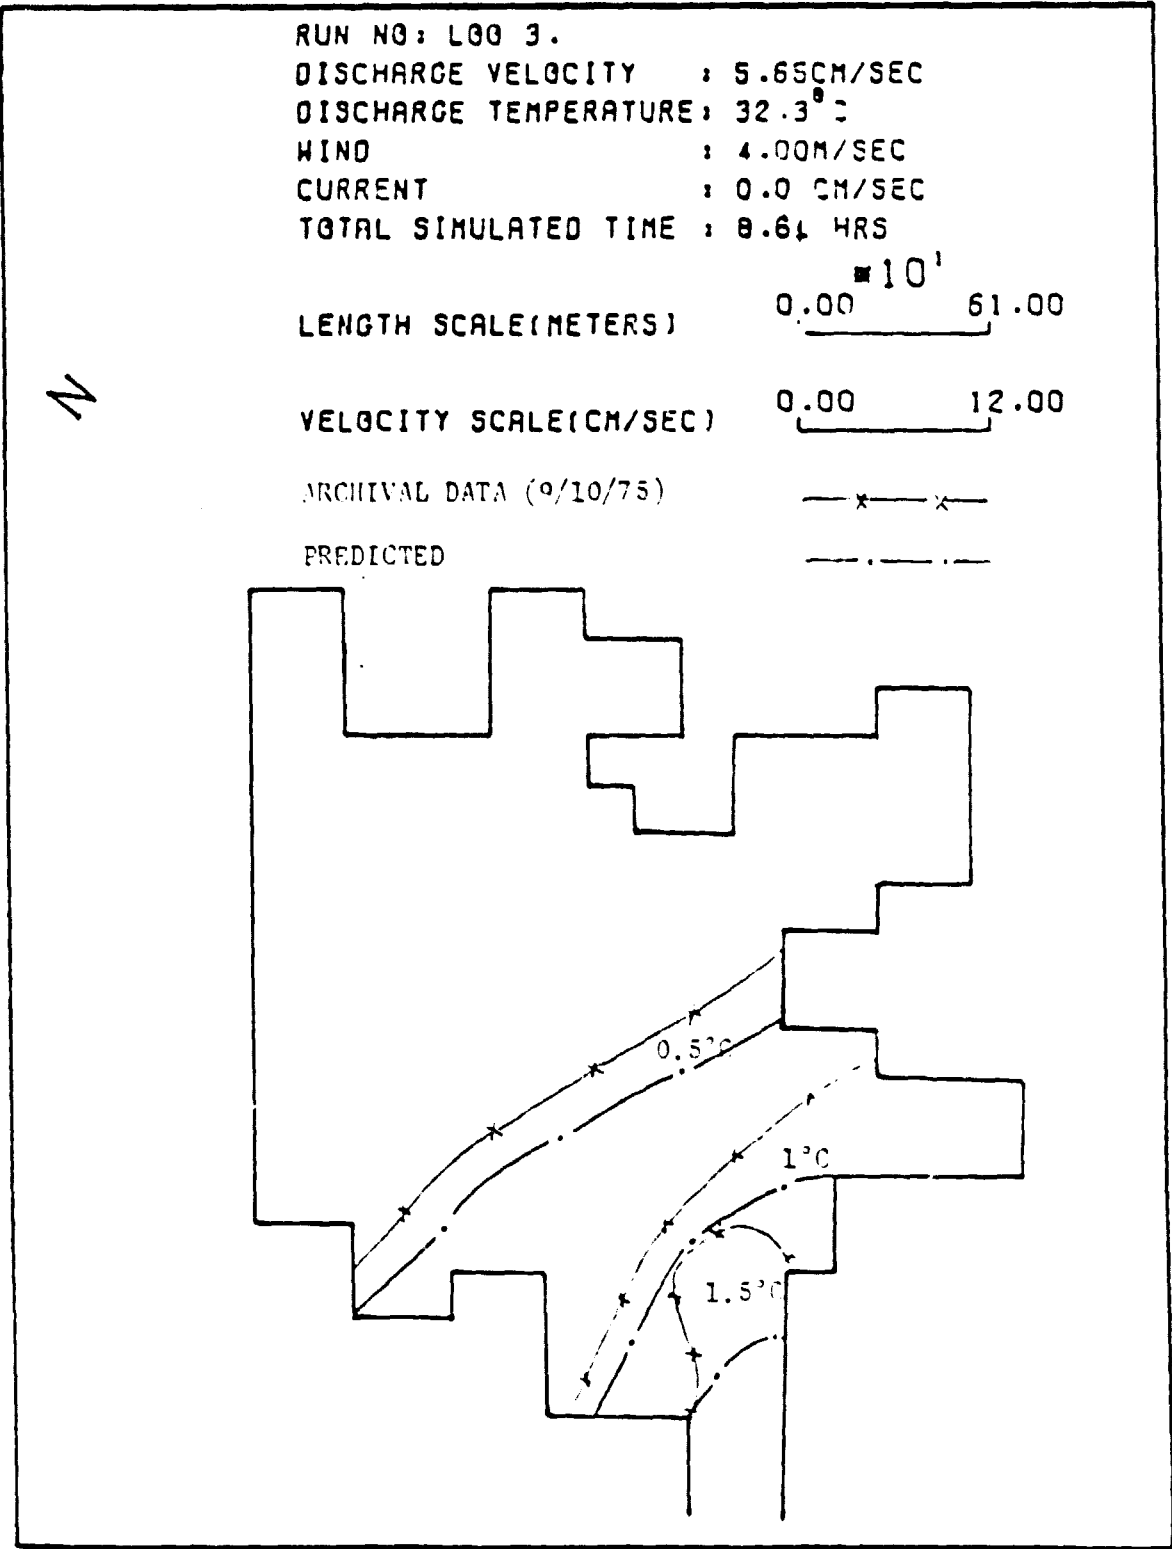 RUN NO: LOO 3.
DISCHARGE VELOCITY : 5.65CM/SEC
DISCHARGE TEMPERATURE: 32.3°C
WIND : 4.00M/SEC
CURRENT : 0.0 CM/SEC
TOTAL SIMULATED TIME : 8.64 HRS
*10¹
LENGTH SCALE(METERS) 0.00 61.00
N
VELOCITY SCALE(CM/SEC) 0.00 12.00
ARCHIVAL DATA (9/10/75)
PREDICTED
0.5°C
1°C
1.5°C